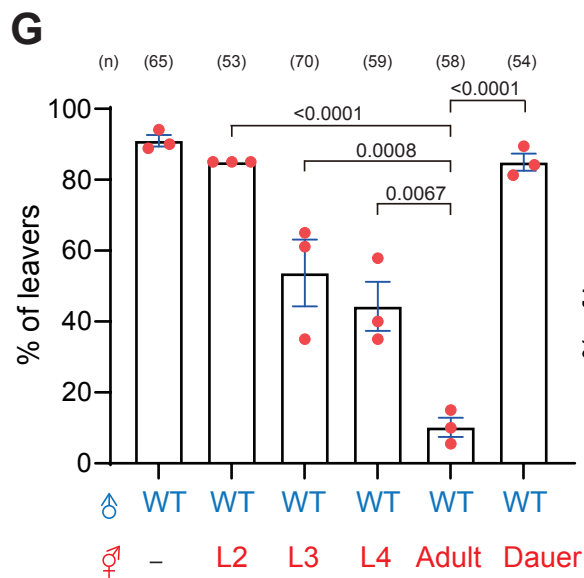 G
(n) (65) (53) (70) (59) (58) (54)
<0.0001
<0.0001
0.0008
0.0067
100
80
60
40
20
0
% of leavers
⚦ WT WT WT WT WT WT
⚥ – L2 L3 L4 Adult Dauer